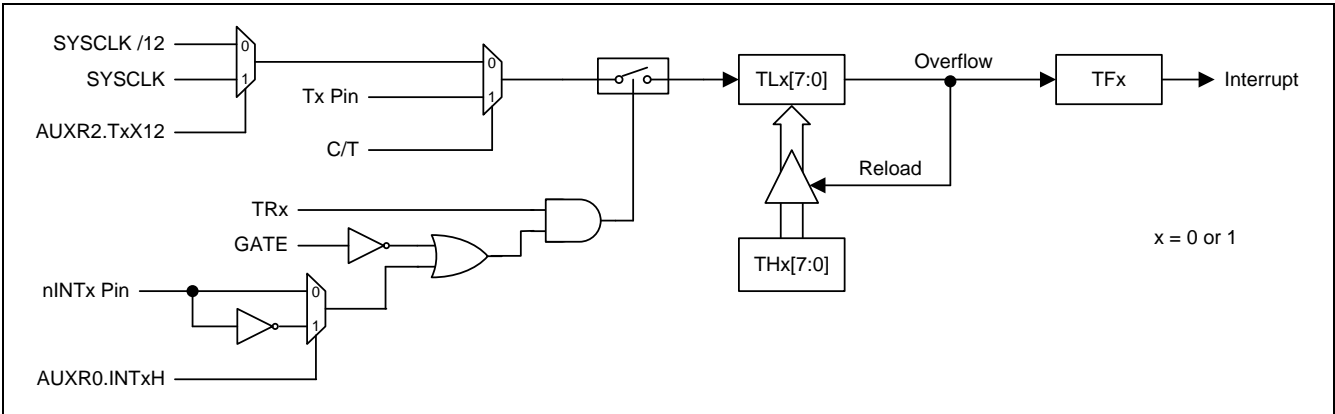 SYSCLK /12
0
SYSCLK
1
AUXR2.TxX12
0
Tx Pin
1
C/T
TLx[7:0]
Overflow
TFx
Interrupt
Reload
TRx
GATE
THx[7:0]
x = 0 or 1
nINTx Pin
0
1
AUXR0.INTxH